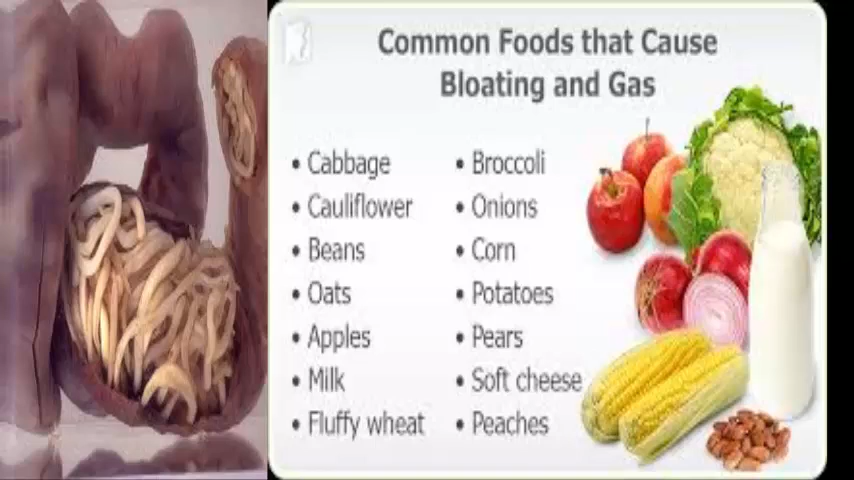 Common Foods that Cause
Bloating and Gas
• Cabbage
• Cauliflower
• Beans
• Oats
• Apples
• Milk
• Fluffy wheat
• Broccoli
• Onions
• Corn
• Potatoes
• Pears
• Soft cheese
• Peaches